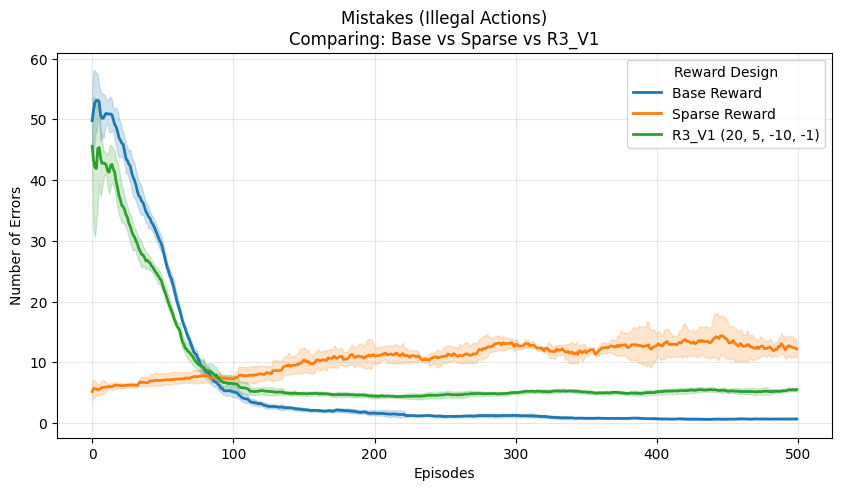 Mistakes (Illegal Actions)
Comparing: Base vs Sparse vs R3_V1
Reward Design
Base Reward
Sparse Reward
R3_V1 (20, 5, -10, -1)
Number of Errors
60
50
40
30
20
10
0
0 100 200 300 400 500
Episodes